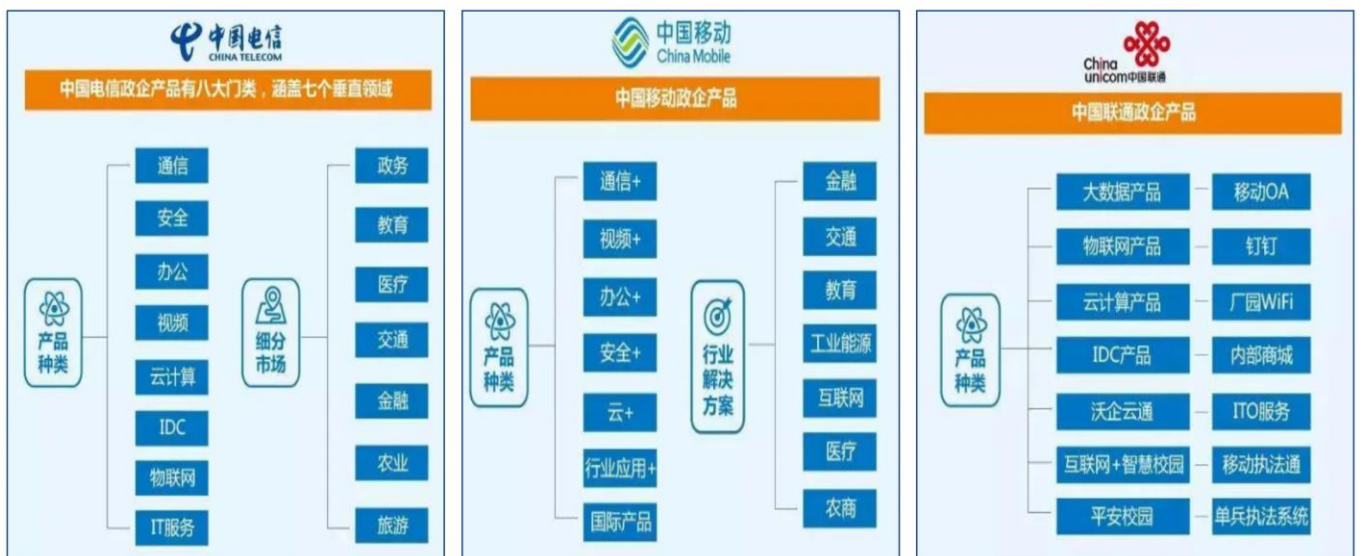 中国电信
CHINA TELECOM
中国电信政企产品有八大门类，涵盖七个垂直领域
产品
种类
通信
安全
办公
视频
云计算
IDC
物联网
IT服务
细分
市场
政务
教育
医疗
交通
金融
农业
旅游
中国移动
China Mobile
中国移动政企产品
产品
种类
通信+
视频+
办公+
安全+
云+
行业应用+
国际产品
行业
解决
方案
金融
交通
教育
工业能源
互联网
医疗
农商
China
unicom中国联通
中国联通政企产品
产品
种类
大数据产品
移动OA
物联网产品
钉钉
云计算产品
厂园WiFi
IDC产品
内部商城
沃企云通
ITO服务
互联网+智慧校园
移动执法通
平安校园
单兵执法系统